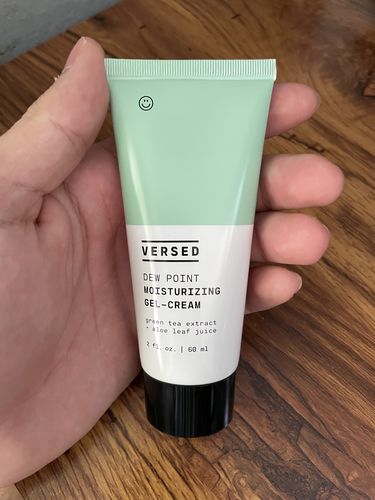 VERSED
DEW POINT
MOISTURIZING
GEL-CREAM
green tea extract
+ aloe leaf juice
2 fl. oz. | 60 ml